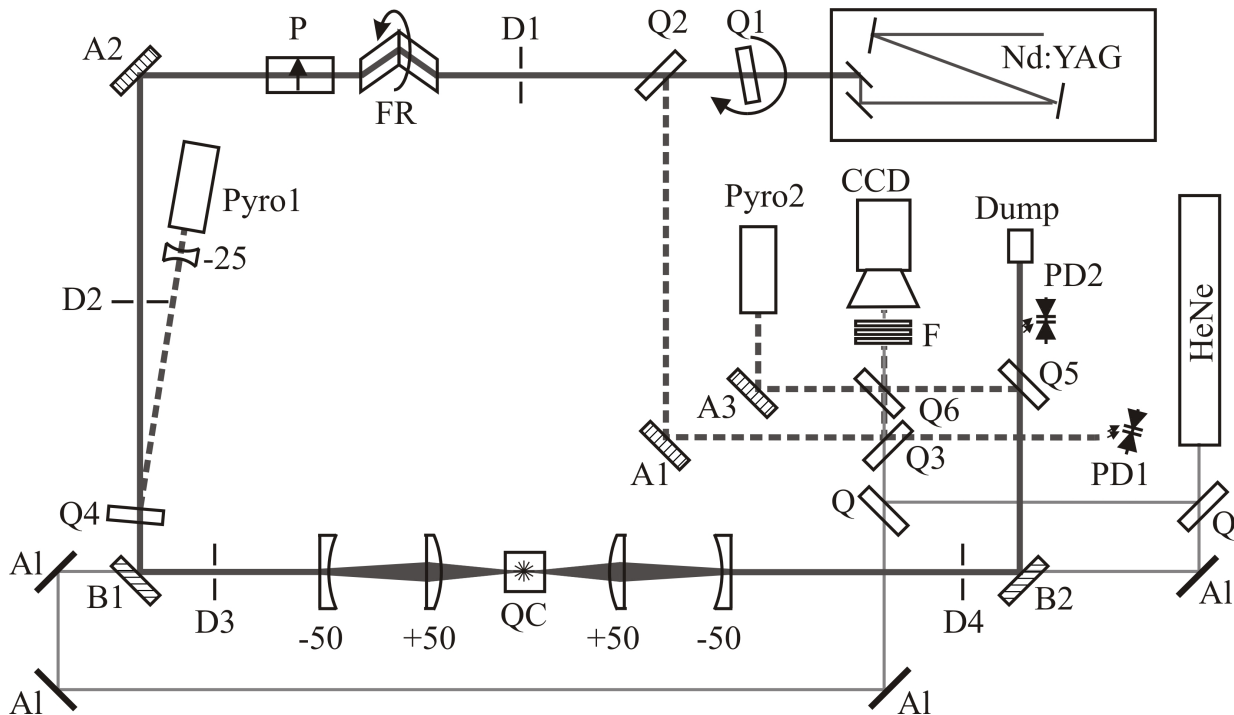 A2
P
FR
D1
Q2
Q1
Nd:YAG
Pyro1
-25
D2
Pyro2
CCD
Dump
PD2
HeNe
F
A3
Q6
Q5
A1
Q3
PD1
Q4
Q
Q
Al
B1
D3
-50
+50
QC
+50
-50
D4
B2
Al
Al
Al